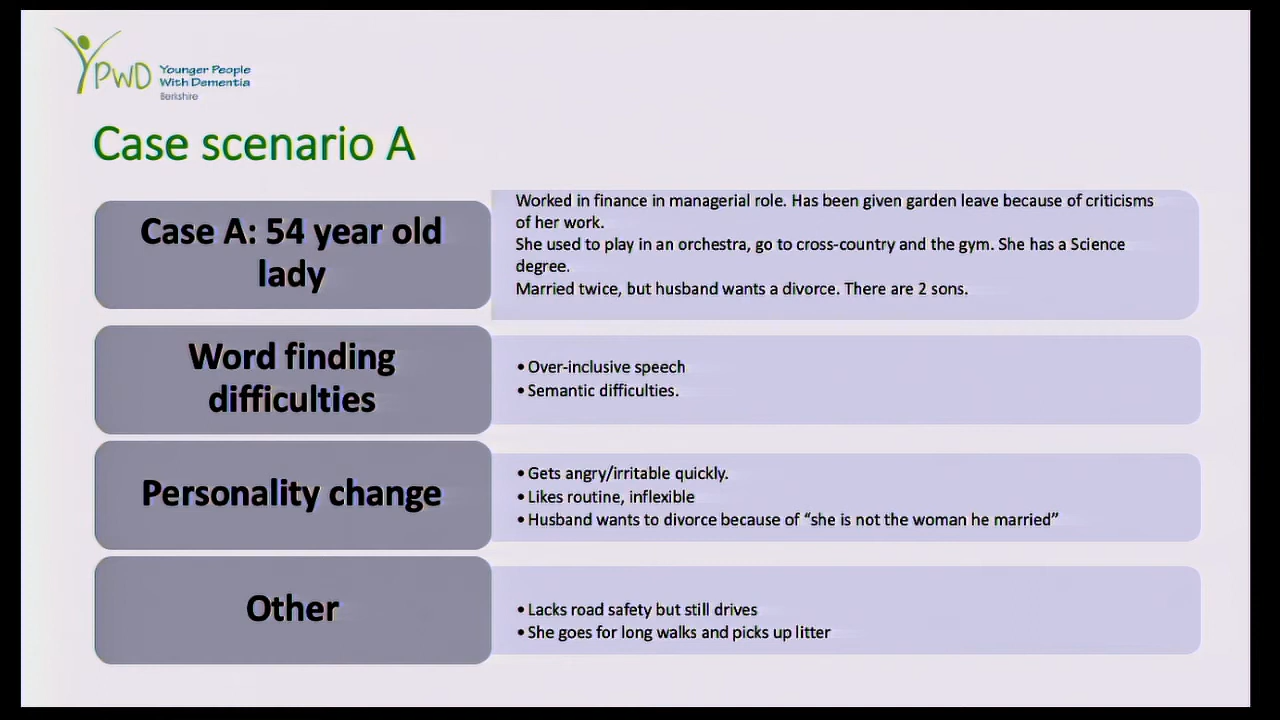 YPWD Younger People
With Dementia
Berkshire
Case scenario A
Case A: 54 year old
lady
Worked in finance in managerial role. Has been given garden leave because of criticisms
of her work.
She used to play in an orchestra, go to cross-country and the gym. She has a Science
degree.
Married twice, but husband wants a divorce. There are 2 sons.
Word finding
difficulties
• Over-inclusive speech
• Semantic difficulties.
Personality change
• Gets angry/irritable quickly.
• Likes routine, inflexible
• Husband wants to divorce because of “she is not the woman he married”
Other
• Lacks road safety but still drives
• She goes for long walks and picks up litter